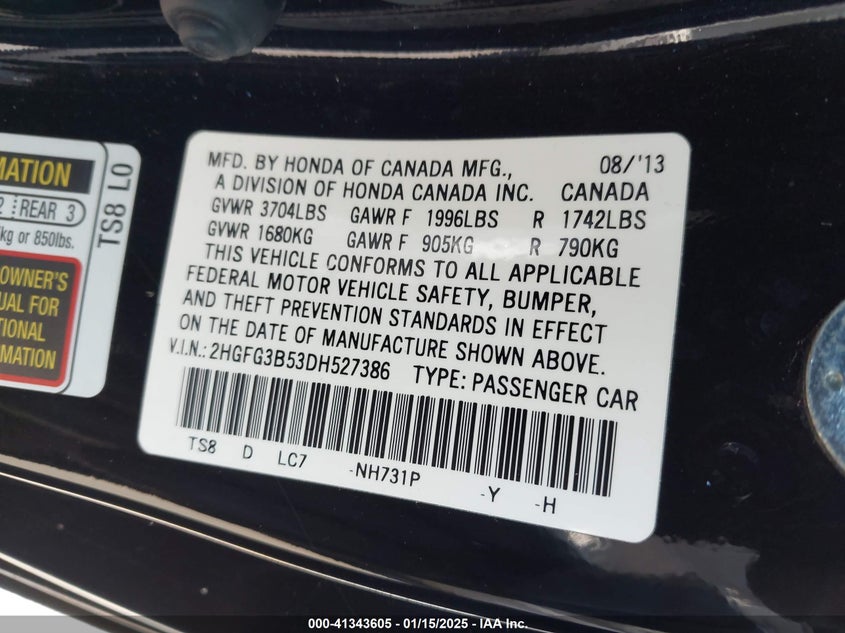 MATION
2 REAR 3
kg or 850lbs.
OWNER'S
UAL FOR
TIONAL
RMATION
TS8 L0
MFD. BY HONDA OF CANADA MFG., 08/'13
A DIVISION OF HONDA CANADA INC. CANADA
GVWR 3704LBS GAWR F 1996LBS R 1742LBS
GVWR 1680KG GAWR F 905KG R 790KG
THIS VEHICLE CONFORMS TO ALL APPLICABLE
FEDERAL MOTOR VEHICLE SAFETY, BUMPER,
AND THEFT PREVENTION STANDARDS IN EFFECT
ON THE DATE OF MANUFACTURE SHOWN ABOVE.
V.I.N.: 2HGFG3B53DH527386 TYPE: PASSENGER CAR
TS8 D LC7 -NH731P -Y -H
000-41343605 - 01/15/2025 - IAA Inc.